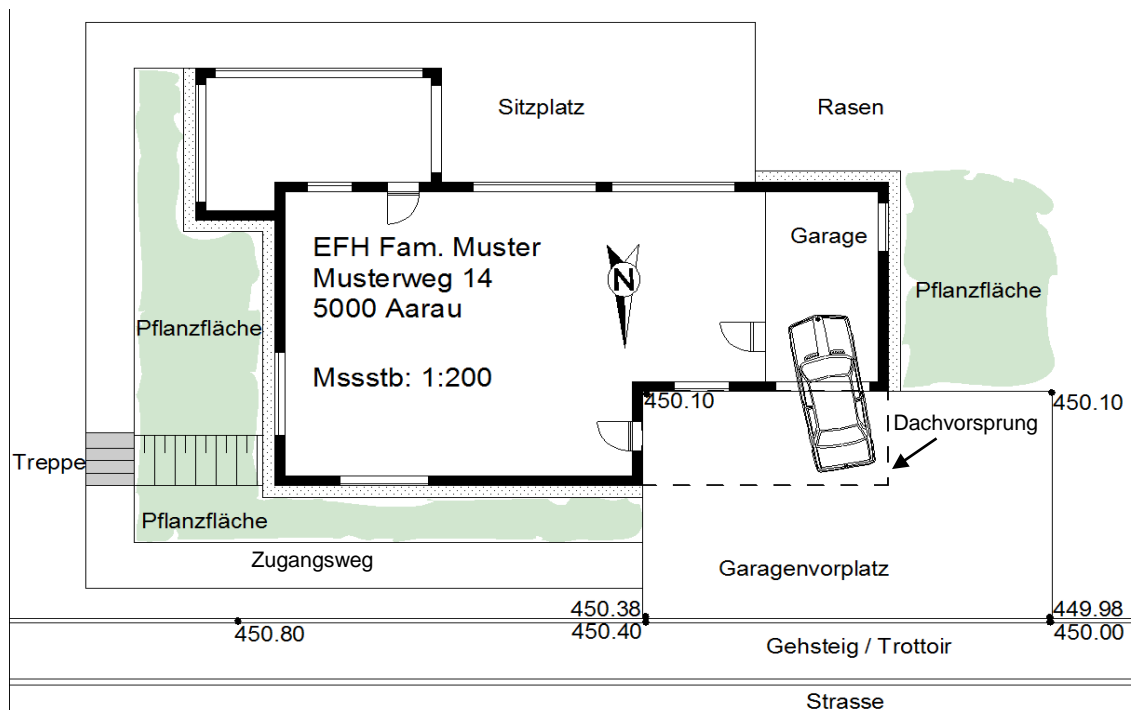 Sitzplatz
Rasen
EFH Fam. Muster
Musterweg 14
5000 Aarau
Mssstb: 1:200
N
Garage
Pflanzfläche
Pflanzfläche
450.10
450.10
Dachvorsprung
Treppe
Pflanzfläche
Zugangsweg
Garagenvorplatz
450.38
449.98
450.80
450.40
450.00
Gehsteig / Trottoir
Strasse